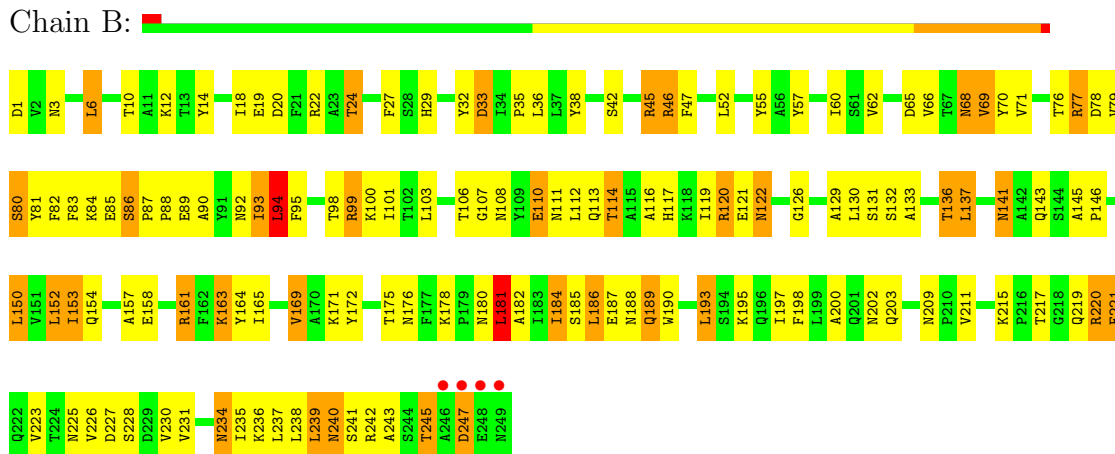 Chain B:
D1 V2 N3 L6 T10 A11 K12 T13 Y14 I18 E19 D20 F21 R22 A23 T24 F27 S28 H29 Y32 D33 I34 P35 L36 L37 Y38 S42 R45 R46 F47 L52 Y55 A56 Y57 I60 S61 V62 D65 V66 T67 N68 V69 Y70 V71 T76 R77 D78
S80 Y81 F82 F83 K84 E85 S86 P87 P88 E89 A90 Y91 N92 I93 L94 F95 T98 R99 K100 I101 T102 L103 T106 G107 N108 Y109 E110 N111 L112 Q113 T114 A115 A116 H117 K118 I119 R120 E121 N122 G126 A129 L130 S131 S132 A133 T136 L137 N141 A142 Q143 S144 A145 P146
L150 V151 L152 I153 Q154 A157 E158 R161 F162 K163 Y164 I165 V169 A170 K171 Y172 T175 N176 F177 K178 P179 N180 L181 A182 I183 I184 S185 L186 E187 N188 Q189 W190 L193 S194 K195 Q196 I197 F198 L199 A200 Q201 N202 Q203 N209 P210 V211 K215 P216 T217 G218 Q219 R220
Q222 V223 T224 N225 V226 D227 S228 D229 V230 V231 N234 I235 K236 L237 L238 L239 N240 S241 R242 A243 S244 T245 A246 D247 E248 N249